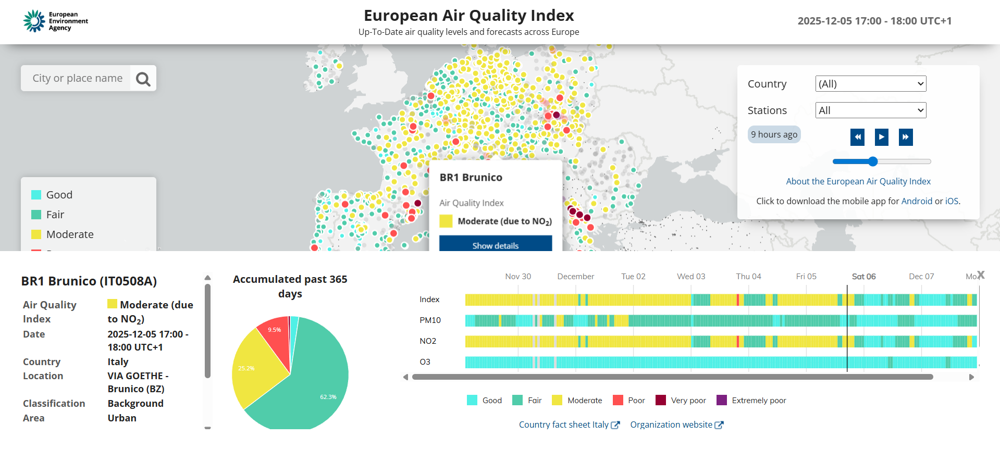 European
Environment
Agency
European Air Quality Index
Up-To-Date air quality levels and forecasts across Europe
2025-12-05 17:00 - 18:00 UTC+1
City or place name
Country
(All)
Stations
All
9 hours ago
About the European Air Quality Index
Click to download the mobile app for Android or iOS.
Good
Fair
Moderate
BR1 Brunico
Air Quality Index
Moderate (due to NO₂)
Show details
BR1 Brunico (IT0508A)
Air Quality Index
Moderate (due
to NO₂)
Date
2025-12-05 17:00 -
18:00 UTC+1
Country
Italy
Location
VIA GOETHE -
Brunico (BZ)
Classification
Background
Area
Urban
Accumulated past 365
days
9.5%
25.2%
62.3%
Nov 30
December
Tue 02
Wed 03
Thu 04
Fri 05
Sat 06
Dec 07
Mo
X
Index
PM10
NO2
O3
Good
Fair
Moderate
Poor
Very poor
Extremely poor
Country fact sheet Italy
Organization website